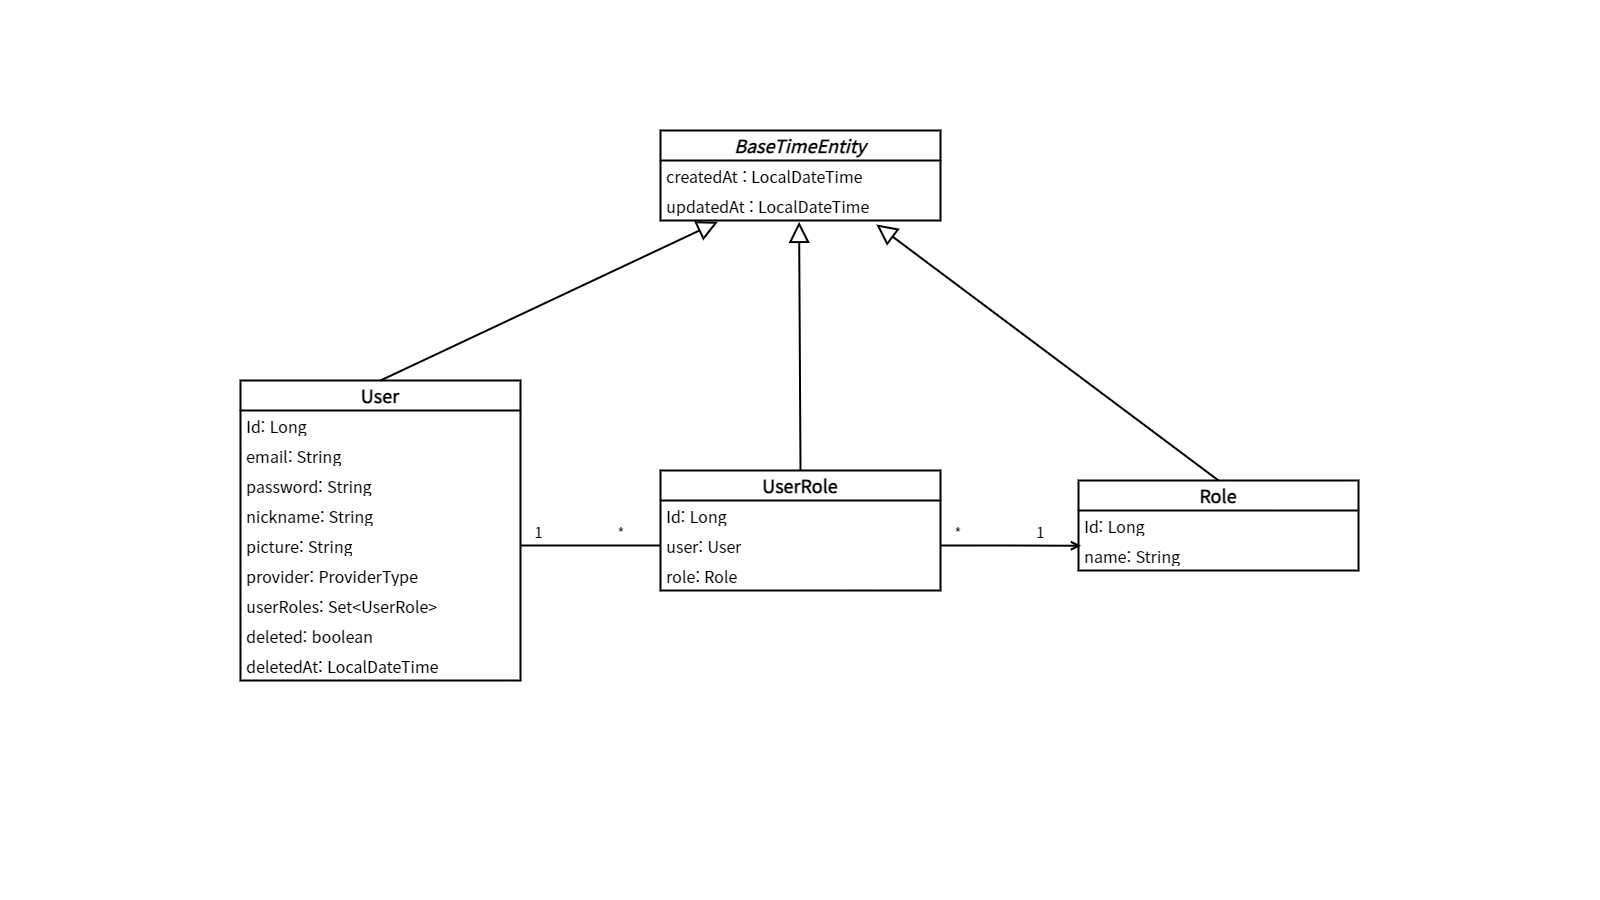 BaseTimeEntity
createdAt : LocalDateTime
updatedAt : LocalDateTime
User
Id: Long
email: String
password: String
nickname: String
picture: String
provider: ProviderType
userRoles: Set<UserRole>
deleted: boolean
deletedAt: LocalDateTime
1
*
UserRole
Id: Long
user: User
role: Role
*
1
Role
Id: Long
name: String